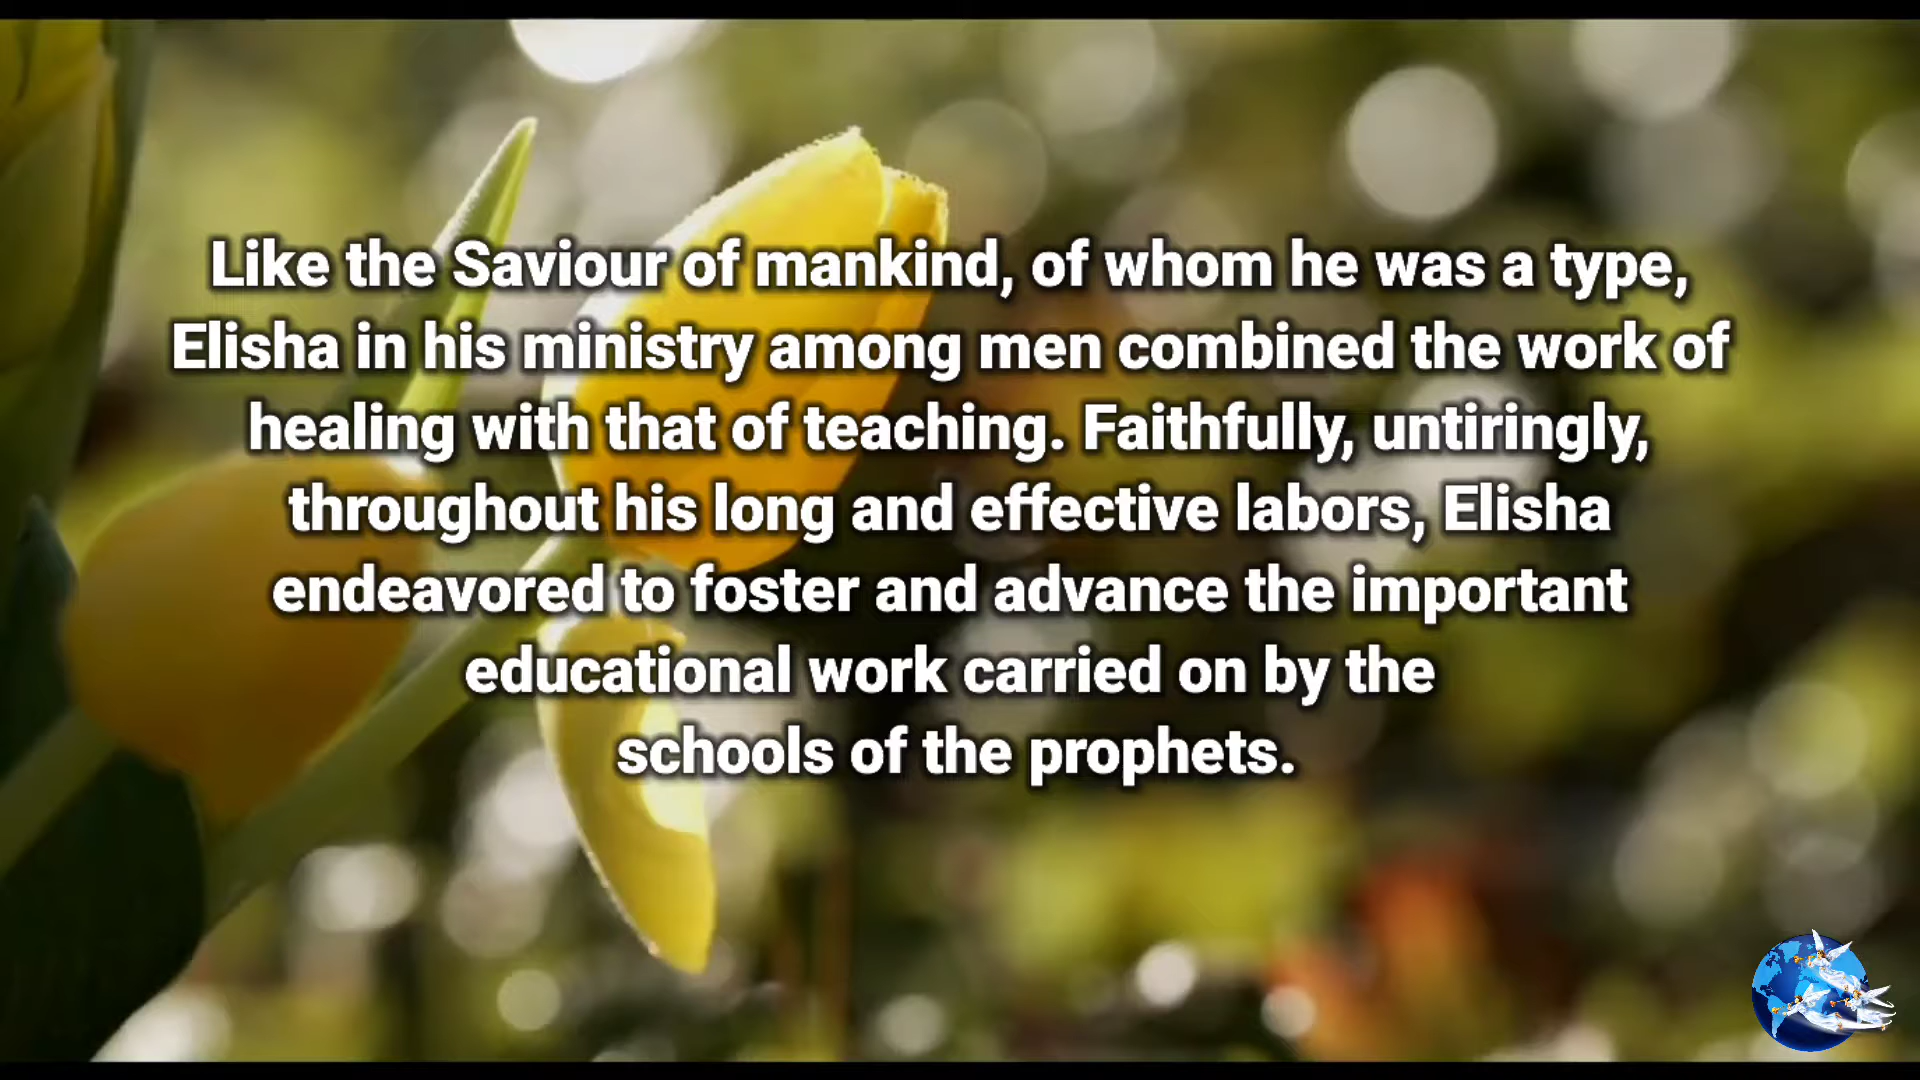 Like the Saviour of mankind, of whom he was a type,
Elisha in his ministry among men combined the work of
healing with that of teaching. Faithfully, untiringly,
throughout his long and effective labors, Elisha
endeavored to foster and advance the important
educational work carried on by the
schools of the prophets.